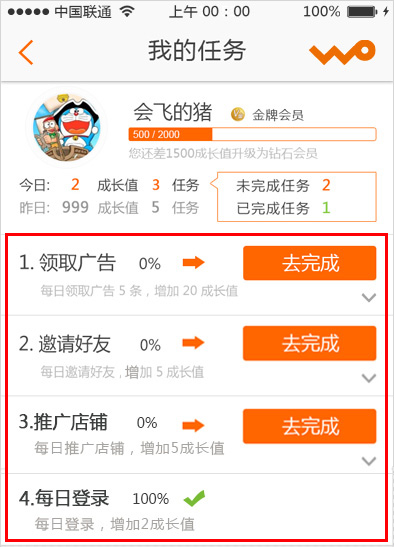 中国联通 上午 00：00 100%
我的任务
会飞的猪 金牌会员
500 / 2000
您还差1500成长值升级为钻石会员
今日: 2 成长值 3 任务 未完成任务 2
昨日: 999 成长值 5 任务 已完成任务 1
1. 领取广告 0% 去完成
每日领取广告 5 条，增加 20 成长值
2. 邀请好友 0% 去完成
每日邀请好友 , 增加 5 成长值
3.推广店铺 0% 去完成
每日推广店铺，增加5成长值
4.每日登录 100%
每日登录，增加2成长值